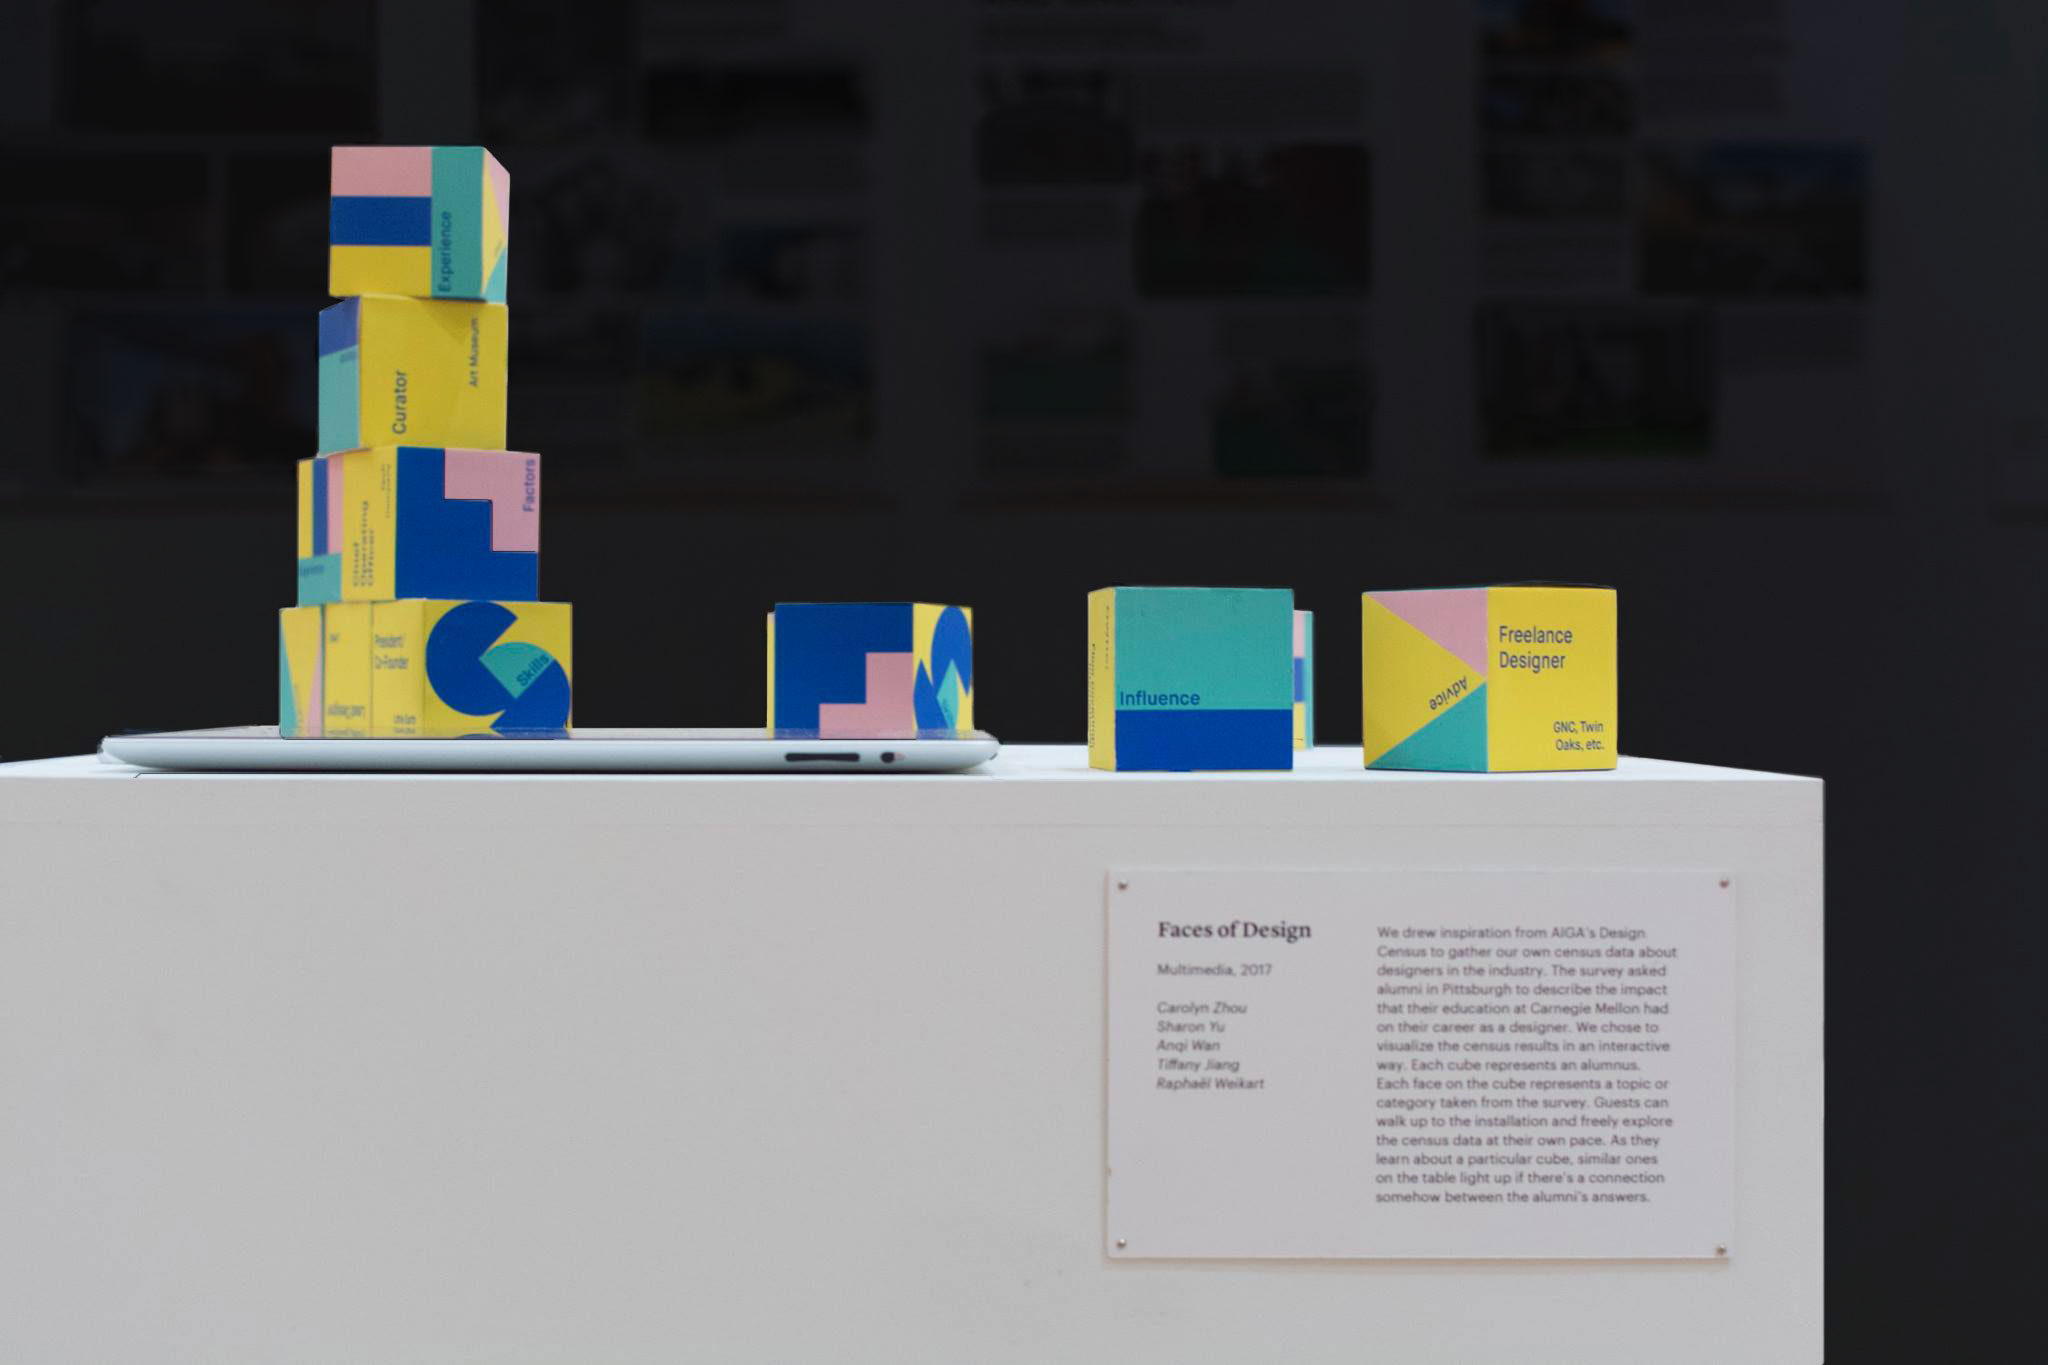 Experience
Curator
Art Museum
Factors
Chief
Operating
Officer
President/
Co-Founder
Skills
Influence
Advice
Freelance
Designer
GNC, Twin
Oaks, etc.
Faces of Design
Multimedia, 2017
Carolyn Zhou
Sharon Yu
Anqi Wan
Tiffany Jiang
Raphaël Weikart
We drew inspiration from AIGA's Design
Census to gather our own census data about
designers in the industry. The survey asked
alumni in Pittsburgh to describe the impact
that their education at Carnegie Mellon had
on their career as a designer. We chose to
visualize the census results in an interactive
way. Each cube represents an alumnus.
Each face on the cube represents a topic or
category taken from the survey. Guests can
walk up to the installation and freely explore
the census data at their own pace. As they
learn about a particular cube, similar ones
on the table light up if there's a connection
somehow between the alumni's answers.